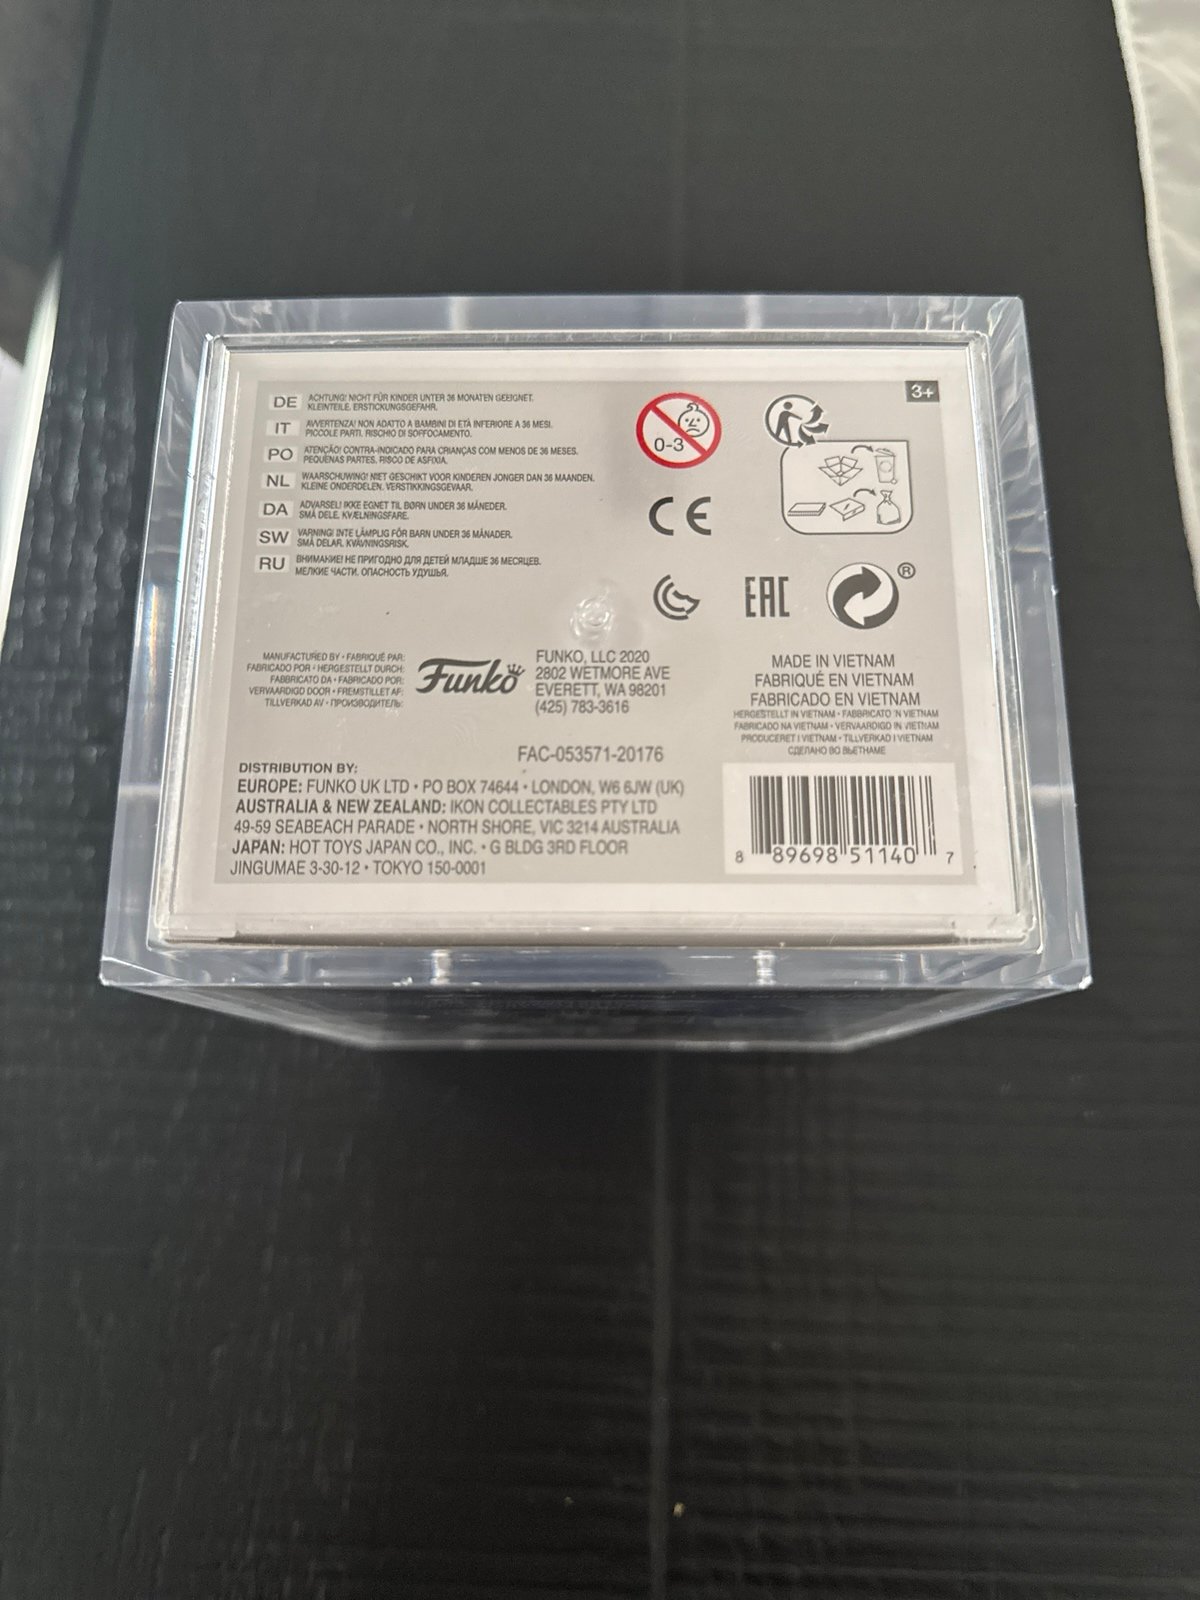 DE ACHTUNG! NICHT FÜR KINDER UNTER 36 MONATEN GEEIGNET.
KLEINTEILE. ERSTICKUNGSGEFAHR.
IT AVVERTENZA! NON ADATTO A BAMBINI DI ETÀ INFERIORE A 36 MESI.
PICCOLE PARTI. RISCHIO DI SOFFOCAMENTO.
PO ATENÇÃO! CONTRA-INDICADO PARA CRIANÇAS COM MENOS DE 36 MESES.
PEQUENAS PARTES, RISCO DE ASFIXIA.
NL WAARSCHUWING! NIET GESCHIKT VOOR KINDEREN JONGER DAN 36 MAANDEN.
KLEINE ONDERDELEN. VERSTIKKINGSGEVAAR.
DA ADVARSEL! IKKE EGNET TIL BØRN UNDER 36 MÅNEDER.
SMÅ DELE. KVÆLNINGSFARE.
SW VARNING! INTE LÄMPLIG FÖR BARN UNDER 36 MÅNADER.
SMÅ DELAR. KVÄVNINGSRISK.
RU ВНИМАНИЕ! НЕ ПРИГОДНО ДЛЯ ДЕТЕЙ МЛАДШЕ 36 МЕСЯЦЕВ.
МЕЛКИЕ ЧАСТИ. ОПАСНОСТЬ УДУШЬЯ.
0-3
3+
CE
EAC
®
MANUFACTURED BY • FABRIQUÉ PAR:
FABRICADO POR • HERGESTELLT DURCH:
FABBRICATO DA • FABRICADO POR:
VERVAARDIGD DOOR • FREMSTILLET AF:
TILLVERKAD AV • ПРОИЗВОДИТЕЛЬ:
Funko
FUNKO, LLC 2020
2802 WETMORE AVE
EVERETT, WA 98201
(425) 783-3616
MADE IN VIETNAM
FABRIQUÉ EN VIETNAM
FABRICADO EN VIETNAM
HERGESTELLT IN VIETNAM • FABBRICATO IN VIETNAM
FABRICADO NA VIETNAM • VERVAARDIGD IN VIETNAM
PRODUCERET I VIETNAM • TILLVERKAD I VIETNAM
СДЕЛАНО ВО ВЬЕТНАМЕ
FAC-053571-20176
DISTRIBUTION BY:
EUROPE: FUNKO UK LTD • PO BOX 74644 • LONDON, W6 6JW (UK)
AUSTRALIA & NEW ZEALAND: IKON COLLECTABLES PTY LTD
49-59 SEABEACH PARADE • NORTH SHORE, VIC 3214 AUSTRALIA
JAPAN: HOT TOYS JAPAN CO., INC. • G BLDG 3RD FLOOR
JINGUMAE 3-30-12 • TOKYO 150-0001
8 89698 51140 7